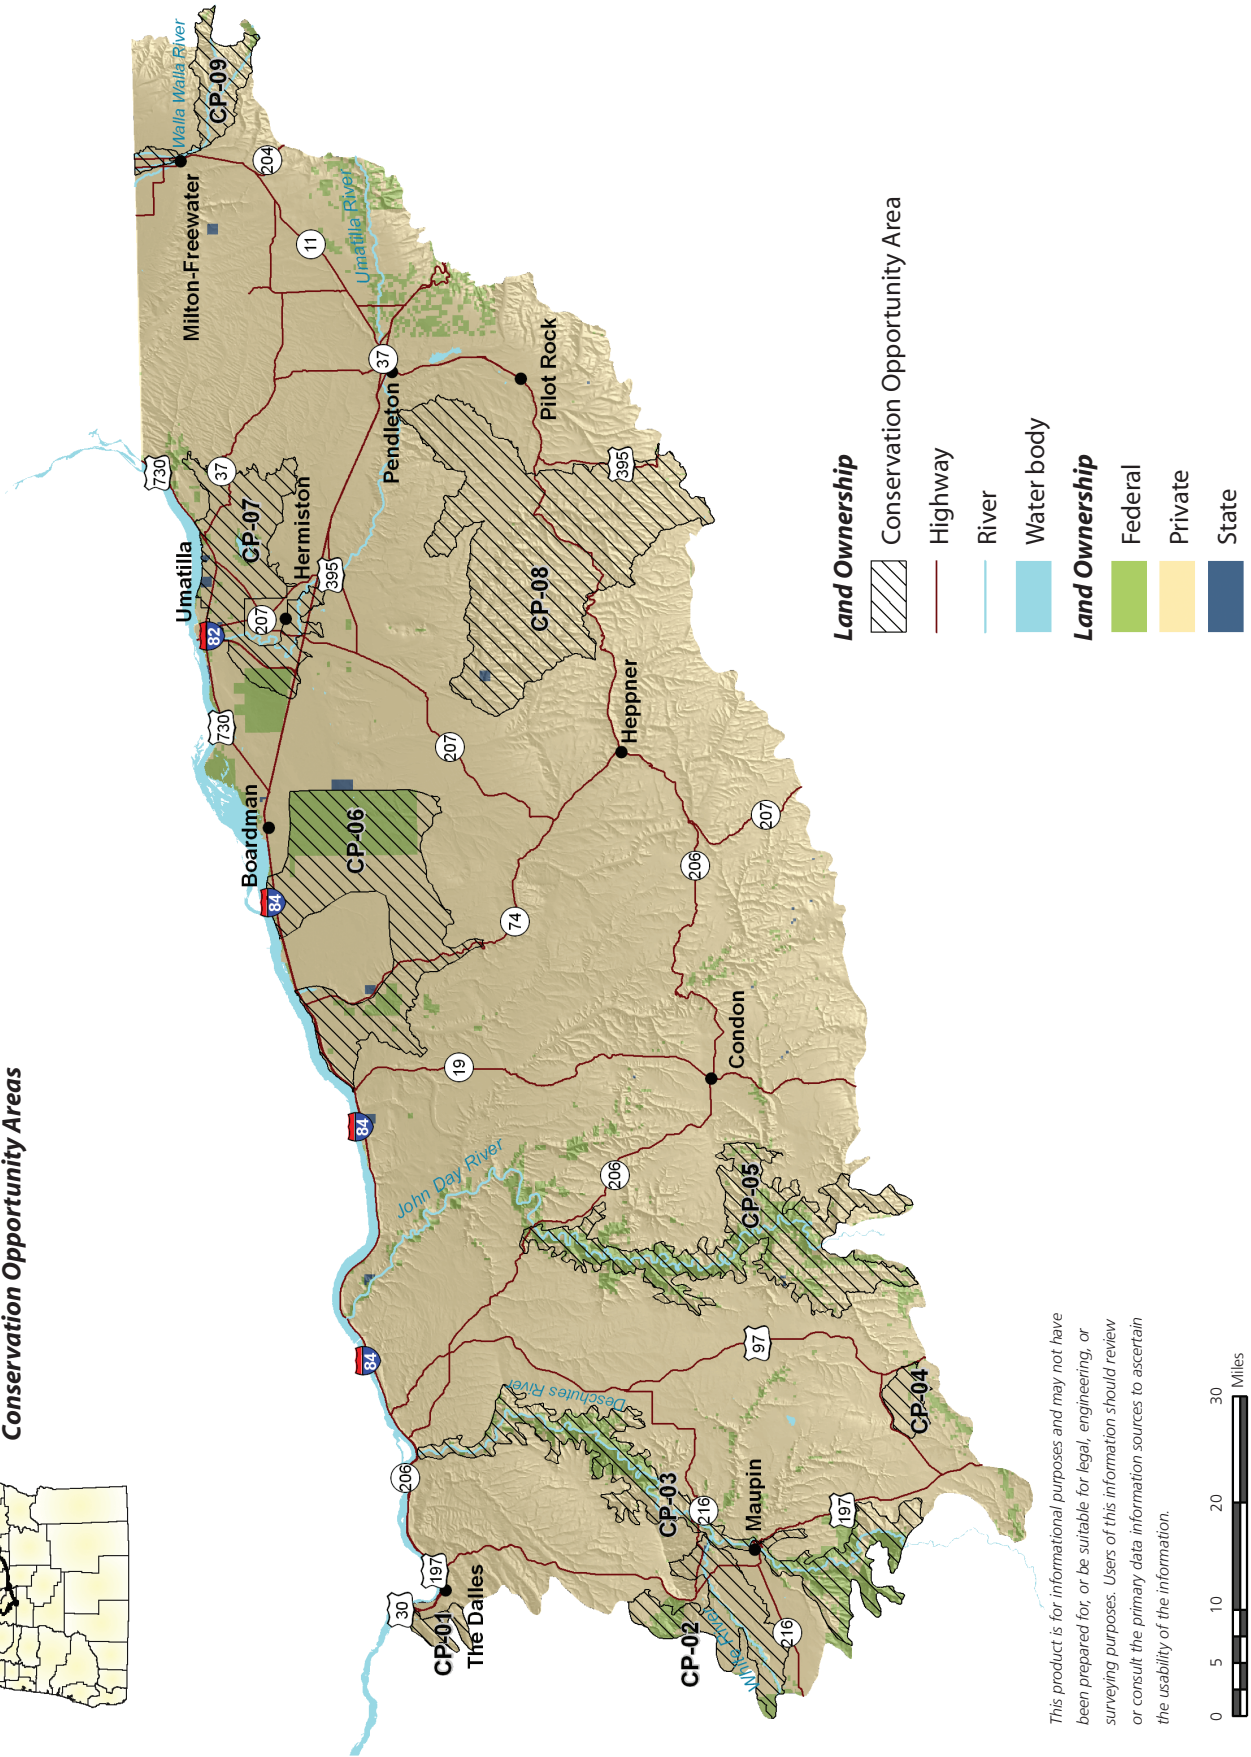 Conservation Opportunity Areas
30
197
CP-01
The Dalles
206
84
84
84
730
Boardman
82
Umatilla
730
37
CP-07
207
Hermiston
395
Milton-Freewater
Walla Walla River
CP-09
204
11
Umatilla River
37
Pendleton
Pilot Rock
395
CP-08
207
Heppner
CP-06
74
206
207
19
Condon
John Day River
206
CP-05
Deschutes River
97
CP-04
CP-03
216
Maupin
197
CP-02
White River
216
Land Ownership
Conservation Opportunity Area
Highway
River
Water body
Land Ownership
Federal
Private
State
This product is for informational purposes and may not have
been prepared for, or be suitable for legal, engineering, or
surveying purposes. Users of this information should review
or consult the primary data information sources to ascertain
the usability of the information.
0 5 10 20 30
Miles